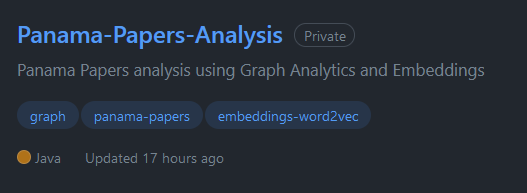 Panama-Papers-Analysis Private
Panama Papers analysis using Graph Analytics and Embeddings
graph panama-papers embeddings-word2vec
Java Updated 17 hours ago